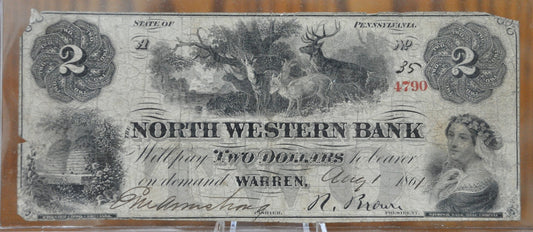 STATE OF PENNSYLVANIA.
A No
2 35 2
4790
NORTH WESTERN BANK
Will pay TWO DOLLARS to bearer
on demand WARREN, Aug 1 1861
CASHIER. N. Brown PRESIDENT.